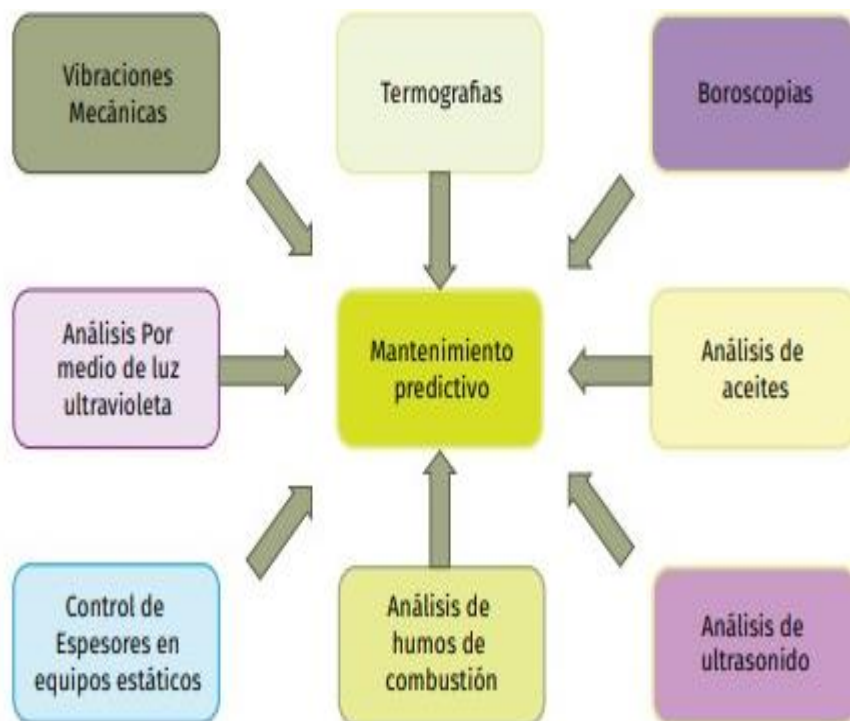 Vibraciones
Mecánicas
Termografias
Boroscopias
Análisis Por
medio de luz
ultravioleta
Mantenimiento
predictivo
Análisis de
aceites
Control de
Espesores en
equipos estáticos
Análisis de
humos de
combustión
Análisis de
ultrasonido